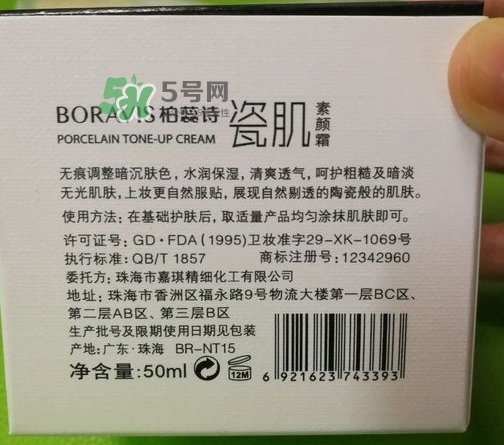 5号网
BORAVIS柏蕊诗
PORCELAIN TONE-UP CREAM
瓷肌
素颜霜
无痕调整暗沉肤色，水润保湿，清爽透气，呵护粗糙及暗淡
无光肌肤，上妆更自然服贴，展现自然剔透的陶瓷般的肌肤。
使用方法：在基础护肤后，取适量产品均匀涂抹肌肤即可。
许可证号：GD·FDA(1995)卫妆准字29-XK-1069号
执行标准：QB/T 1857 商标注册号：12342960
委托方：珠海市嘉琪精细化工有限公司
地址：珠海市香洲区福永路9号物流大楼第一层BC区、
第二层AB区、第三层B区
生产批号及限期使用日期见包装
产地：广东·珠海 BR-NT15
净含量：50ml 12M
6 921623 743393